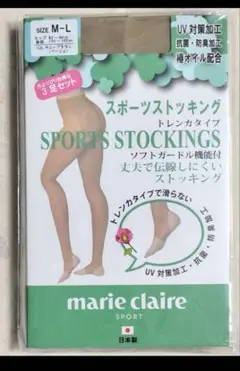 SIZE M-L
UV対策加工
抗菌・防臭加工
椿オイル配合
3足セット
スポーツストッキング
トレンカタイプ
SPORTS STOCKINGS
ソフトガードル機能付
丈夫で伝線しにくい
ストッキング
トレンカタイプで滑らない
UV対策加工・抗菌・防臭加工
marie claire
SPORT
日本製